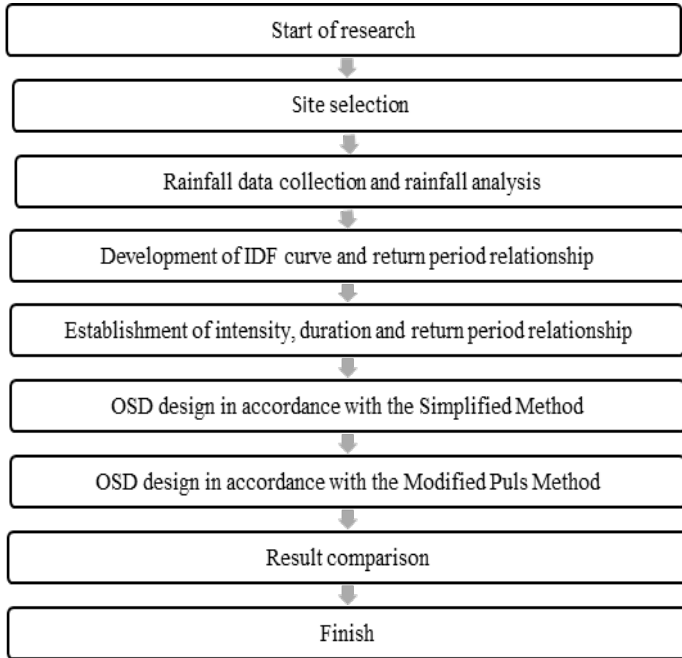 Start of research
Site selection
Rainfall data collection and rainfall analysis
Development of IDF curve and return period relationship
Establishment of intensity, duration and return period relationship
OSD design in accordance with the Simplified Method
OSD design in accordance with the Modified Puls Method
Result comparison
Finish